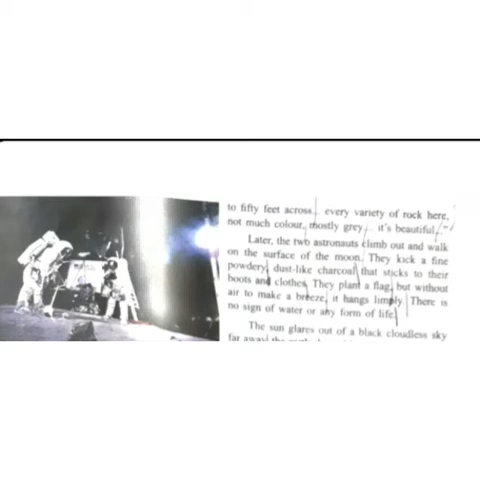 to fifty feet across. every variety of rock here,
not much colour, mostly grey. it's beautiful.
Later, the two astronauts climb out and walk
on the surface of the moon. They kick a fine
powdery, dust-like charcoal that sticks to their
boots and clothes. They plant a flag, but without
air to make a breeze, it hangs limply. There is
no sign of water or any form of life.
The sun glares out of a black cloudless sky
far away